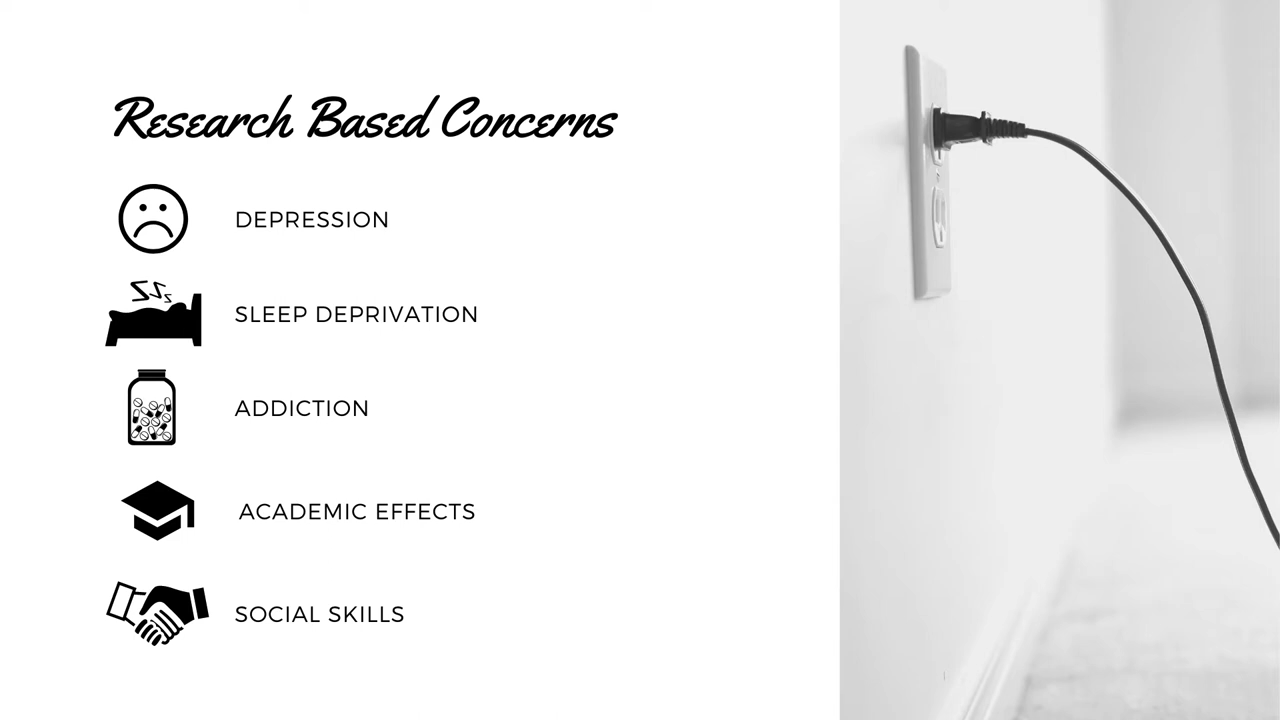 Research Based Concerns
DEPRESSION
SLEEP DEPRIVATION
ADDICTION
ACADEMIC EFFECTS
SOCIAL SKILLS